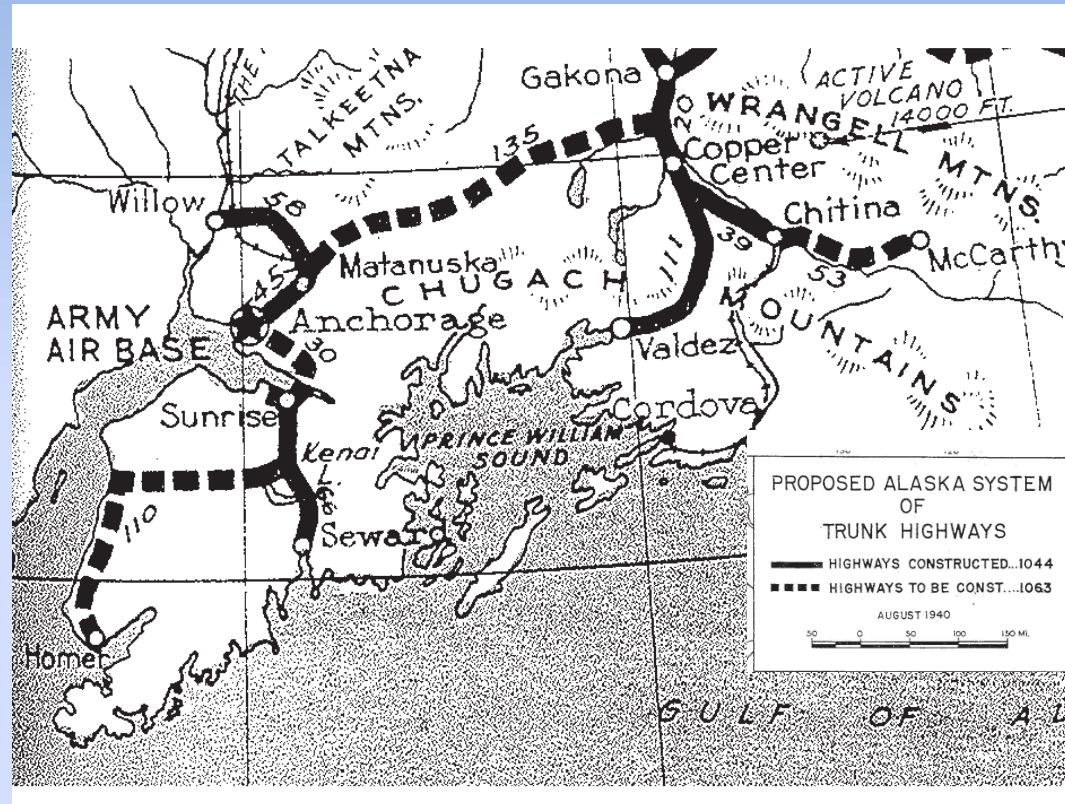 Gakona
THE
TALKEETNA
MTNS.
ACTIVE
VOLCANO
14000 FT.
WRANGELL MTNS.
20
135
Copper
Center
Willow
58
Chitina
39
53
McCarthy
Matanuska
45
CHUGACH
111
MOUNTAINS
ARMY
AIR BASE
Anchorage
30
Valdez
Sunrise
Cordova
Kenai
L.
PRINCE WILLIAM
SOUND
66
110
Seward
Homer
PROPOSED ALASKA SYSTEM
OF
TRUNK HIGHWAYS
HIGHWAYS CONSTRUCTED...1044
HIGHWAYS TO BE CONST....1063
AUGUST 1940
50 0 50 100 150 MI.
GULF OF AL